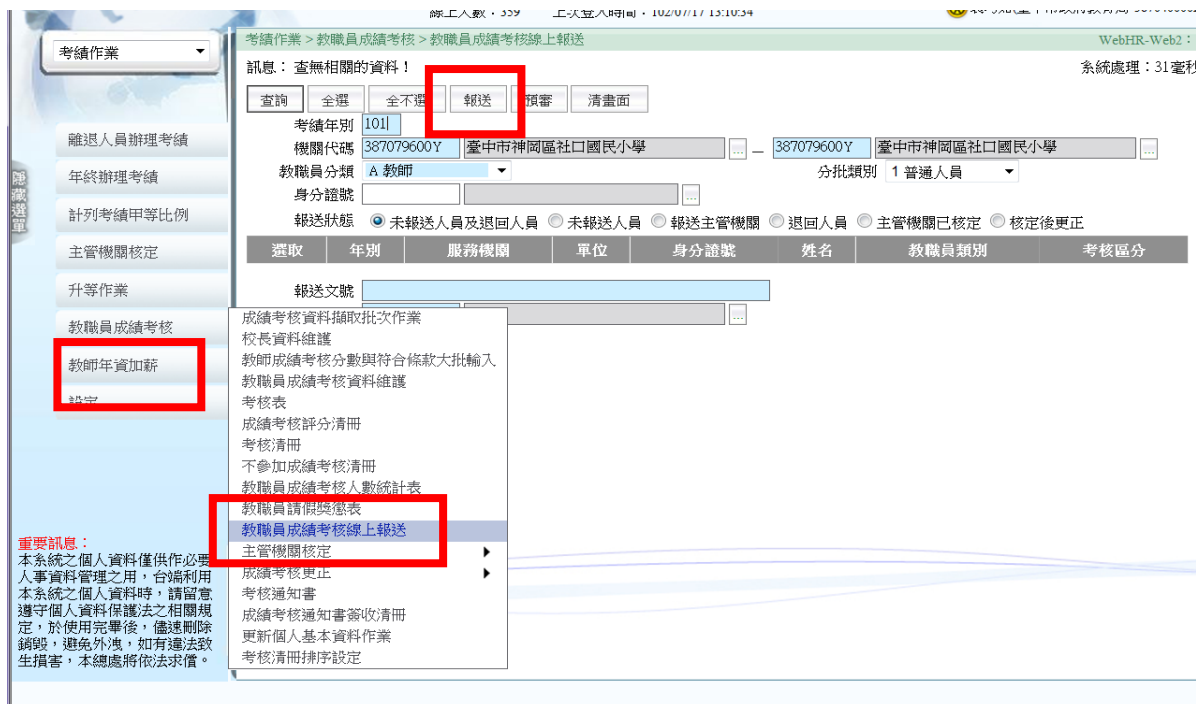 線上人數：359 上次登入時間：102/07/17 13:10:34
考績作業
考績作業 > 教職員成績考核 > 教職員成績考核線上報送
WebHR-Web2：
訊息： 查無相關的資料！
系統處理：31毫秒
查詢 全選 全不選 報送 預審 清畫面
考績年別 101
機關代碼 387079600Y 臺中市神岡區社口國民小學 ... – 387079600Y 臺中市神岡區社口國民小學 ...
教職員分類 A 教師 分批類別 1 普通人員
身分證號 ...
報送狀態 未報送人員及退回人員 未報送人員 報送主管機關 退回人員 主管機關已核定 核定後更正
選取 年別 服務機關 單位 身分證號 姓名 教職員類別 考核區分
報送文號
...
隱藏選單
離退人員辦理考績
年終辦理考績
計列考績甲等比例
主管機關核定
升等作業
教職員成績考核
教師年資加薪
設定
成績考核資料擷取批次作業
校長資料維護
教師成績考核分數與符合條款大批輸入
教職員成績考核資料維護
考核表
成績考核評分清冊
考核清冊
不參加成績考核清冊
教職員成績考核人數統計表
教職員請假獎懲表
教職員成績考核線上報送
主管機關核定
成績考核更正
考核通知書
成績考核通知書簽收清冊
更新個人基本資料作業
考核清冊排序設定
重要訊息：
本系統之個人資料僅供作必要
人事資料管理之用，台端利用
本系統之個人資料時，請留意
遵守個人資料保護法之相關規
定，於使用完畢後，儘速刪除
銷毀，避免外洩，如有違法致
生損害，本總處將依法求償。